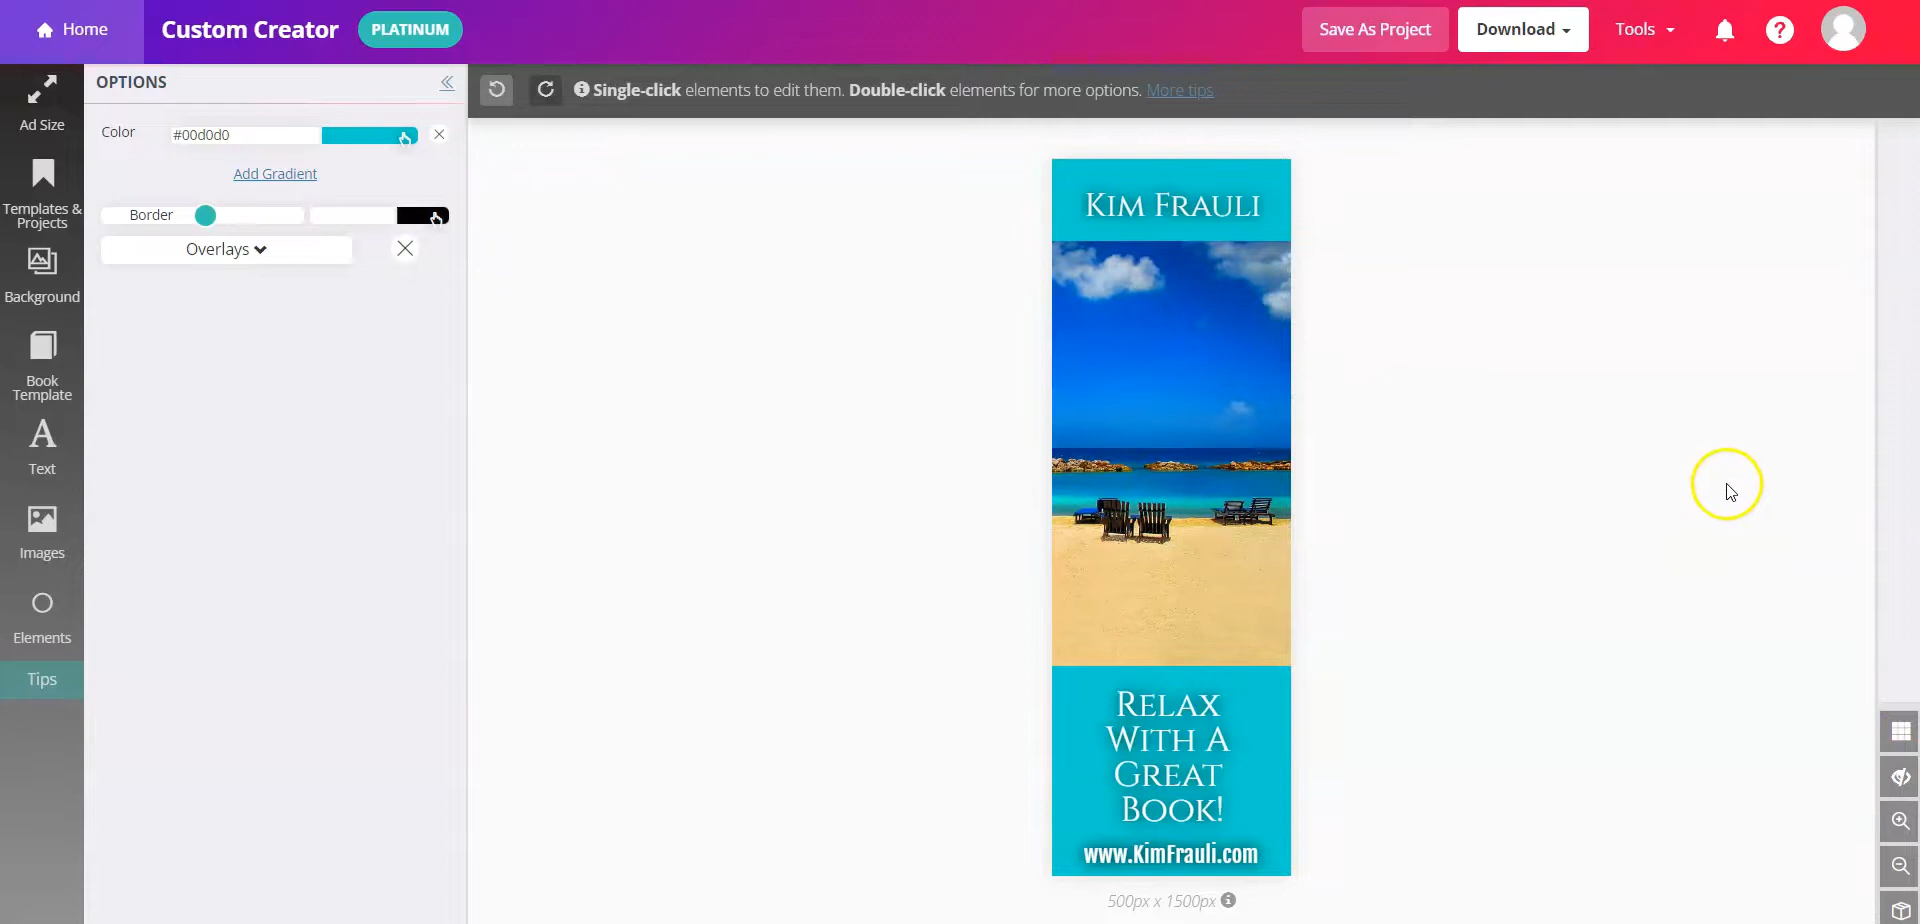 Home
Custom Creator
PLATINUM
Save As Project
Download
Tools
?
OPTIONS
Single-click elements to edit them. Double-click elements for more options. More tips
Ad Size
Color
#00d0d0
Add Gradient
Border
Overlays
Templates &
Projects
Background
Book
Template
A
Text
Images
Elements
Tips
Kim Frauli
Relax
With A
Great
Book!
www.KimFrauli.com
500px x 1500px